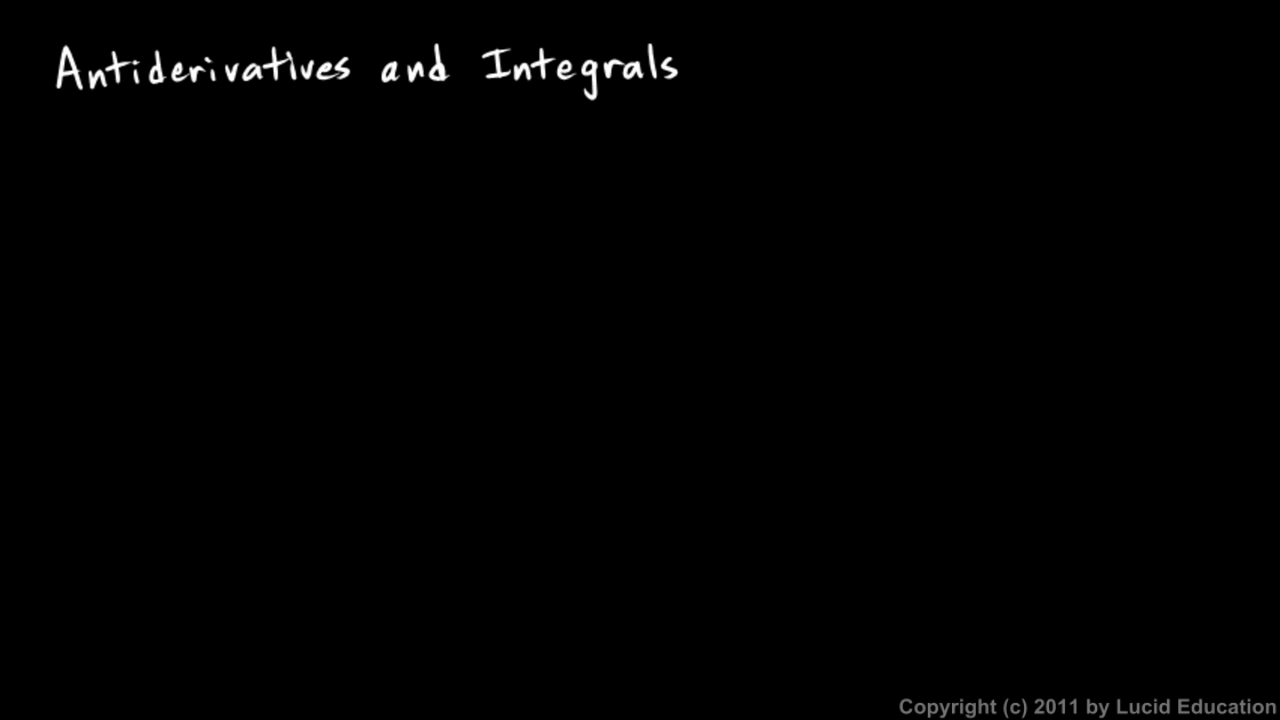 Antiderivatives and Integrals
Copyright (c) 2011 by Lucid Education